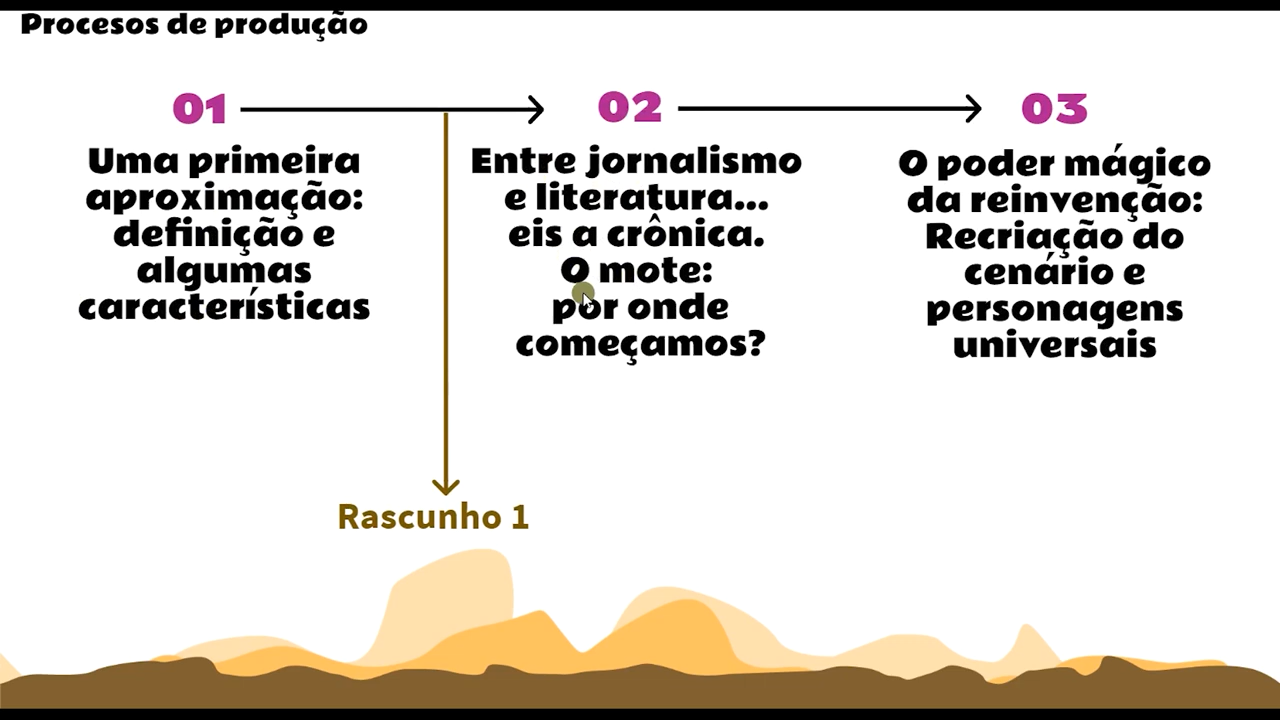 Procesos de produção
01
Uma primeira
aproximação:
definição e
algumas
características
02
Entre jornalismo
e literatura...
eis a crônica.
O mote:
por onde
começamos?
03
O poder mágico
da reinvenção:
Recriação do
cenário e
personagens
universais
Rascunho 1